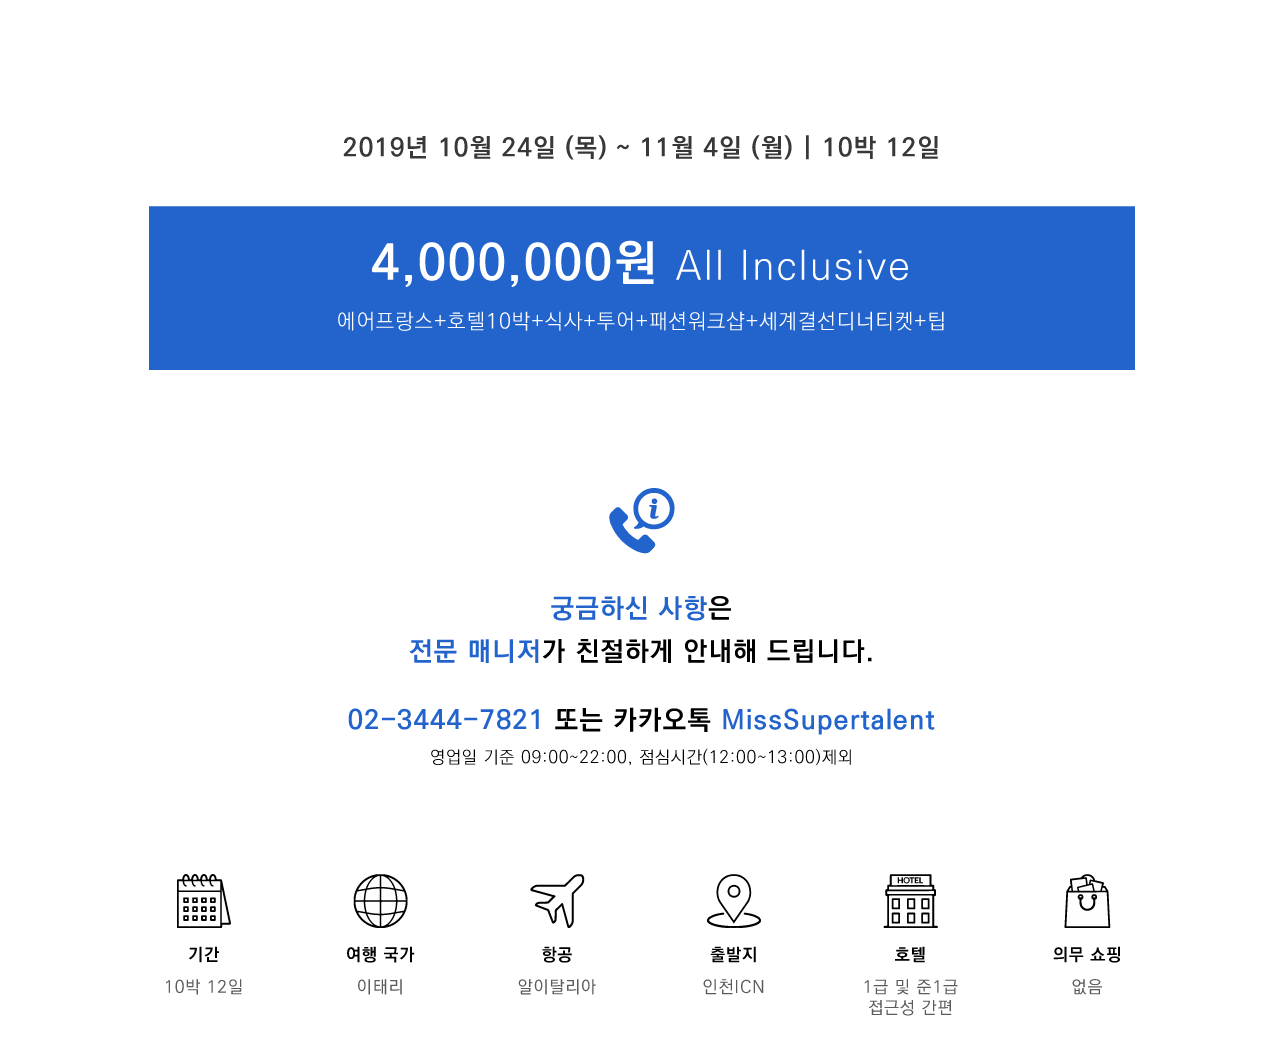 2019년 10월 24일 (목) ~ 11월 4일 (월) | 10박 12일
4,000,000원 All Inclusive
에어프랑스+호텔10박+식사+투어+패션워크샵+세계결선디너티켓+팁
i
궁금하신 사항은
전문 매니저가 친절하게 안내해 드립니다.
02-3444-7821 또는 카카오톡 MissSupertalent
영업일 기준 09:00~22:00, 점심시간(12:00~13:00)제외
HOTEL
기간 여행 국가 항공 출발지 호텔 의무 쇼핑
10박 12일 이태리 알이탈리아 인천ICN 1급 및 준1급 없음
접근성 간편